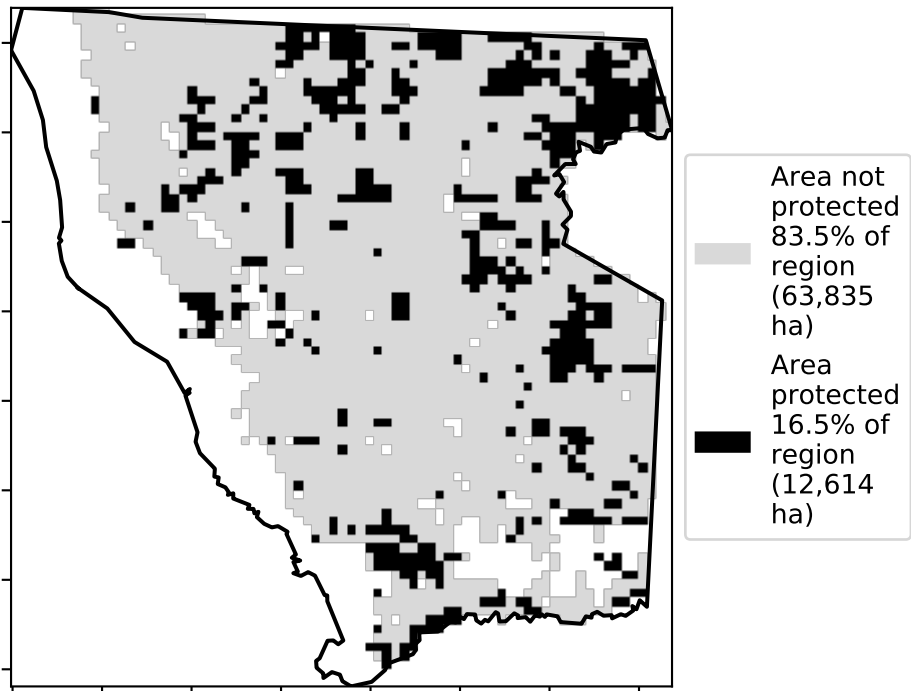 Area not
protected
83.5% of
region
(63,835
ha)
Area
protected
16.5% of
region
(12,614
ha)